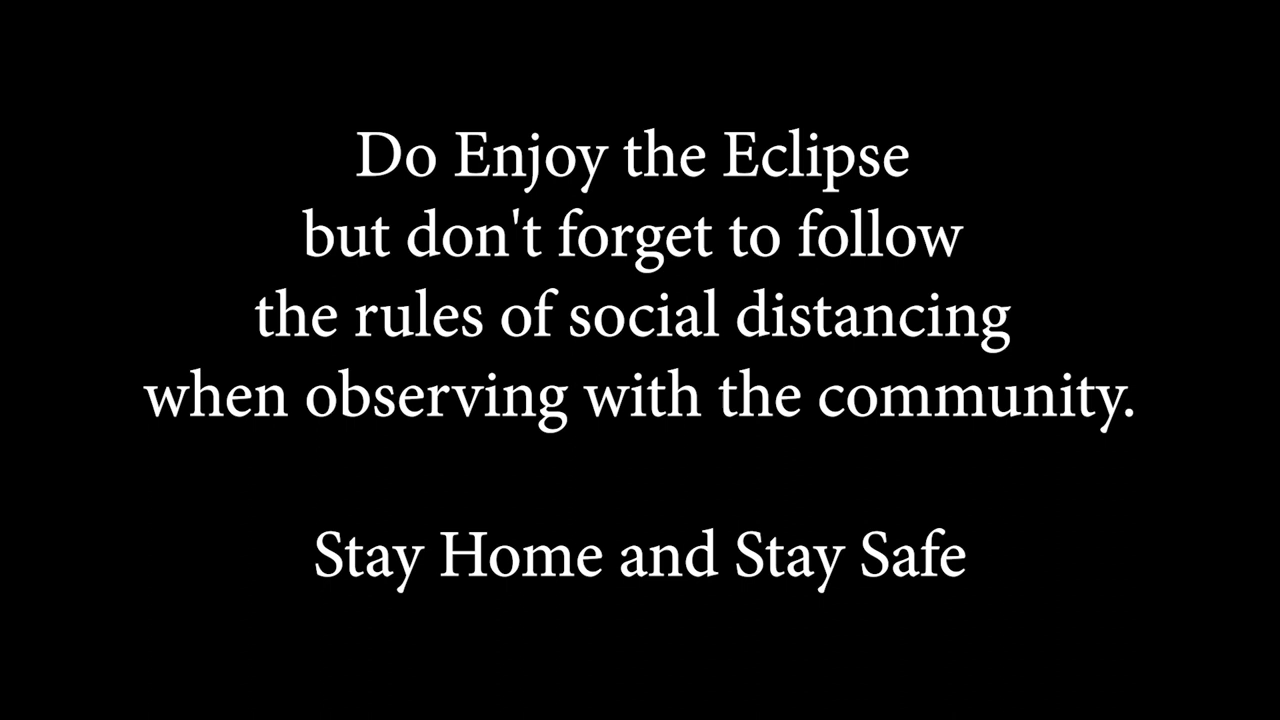 Do Enjoy the Eclipse
but don't forget to follow
the rules of social distancing
when observing with the community.
Stay Home and Stay Safe